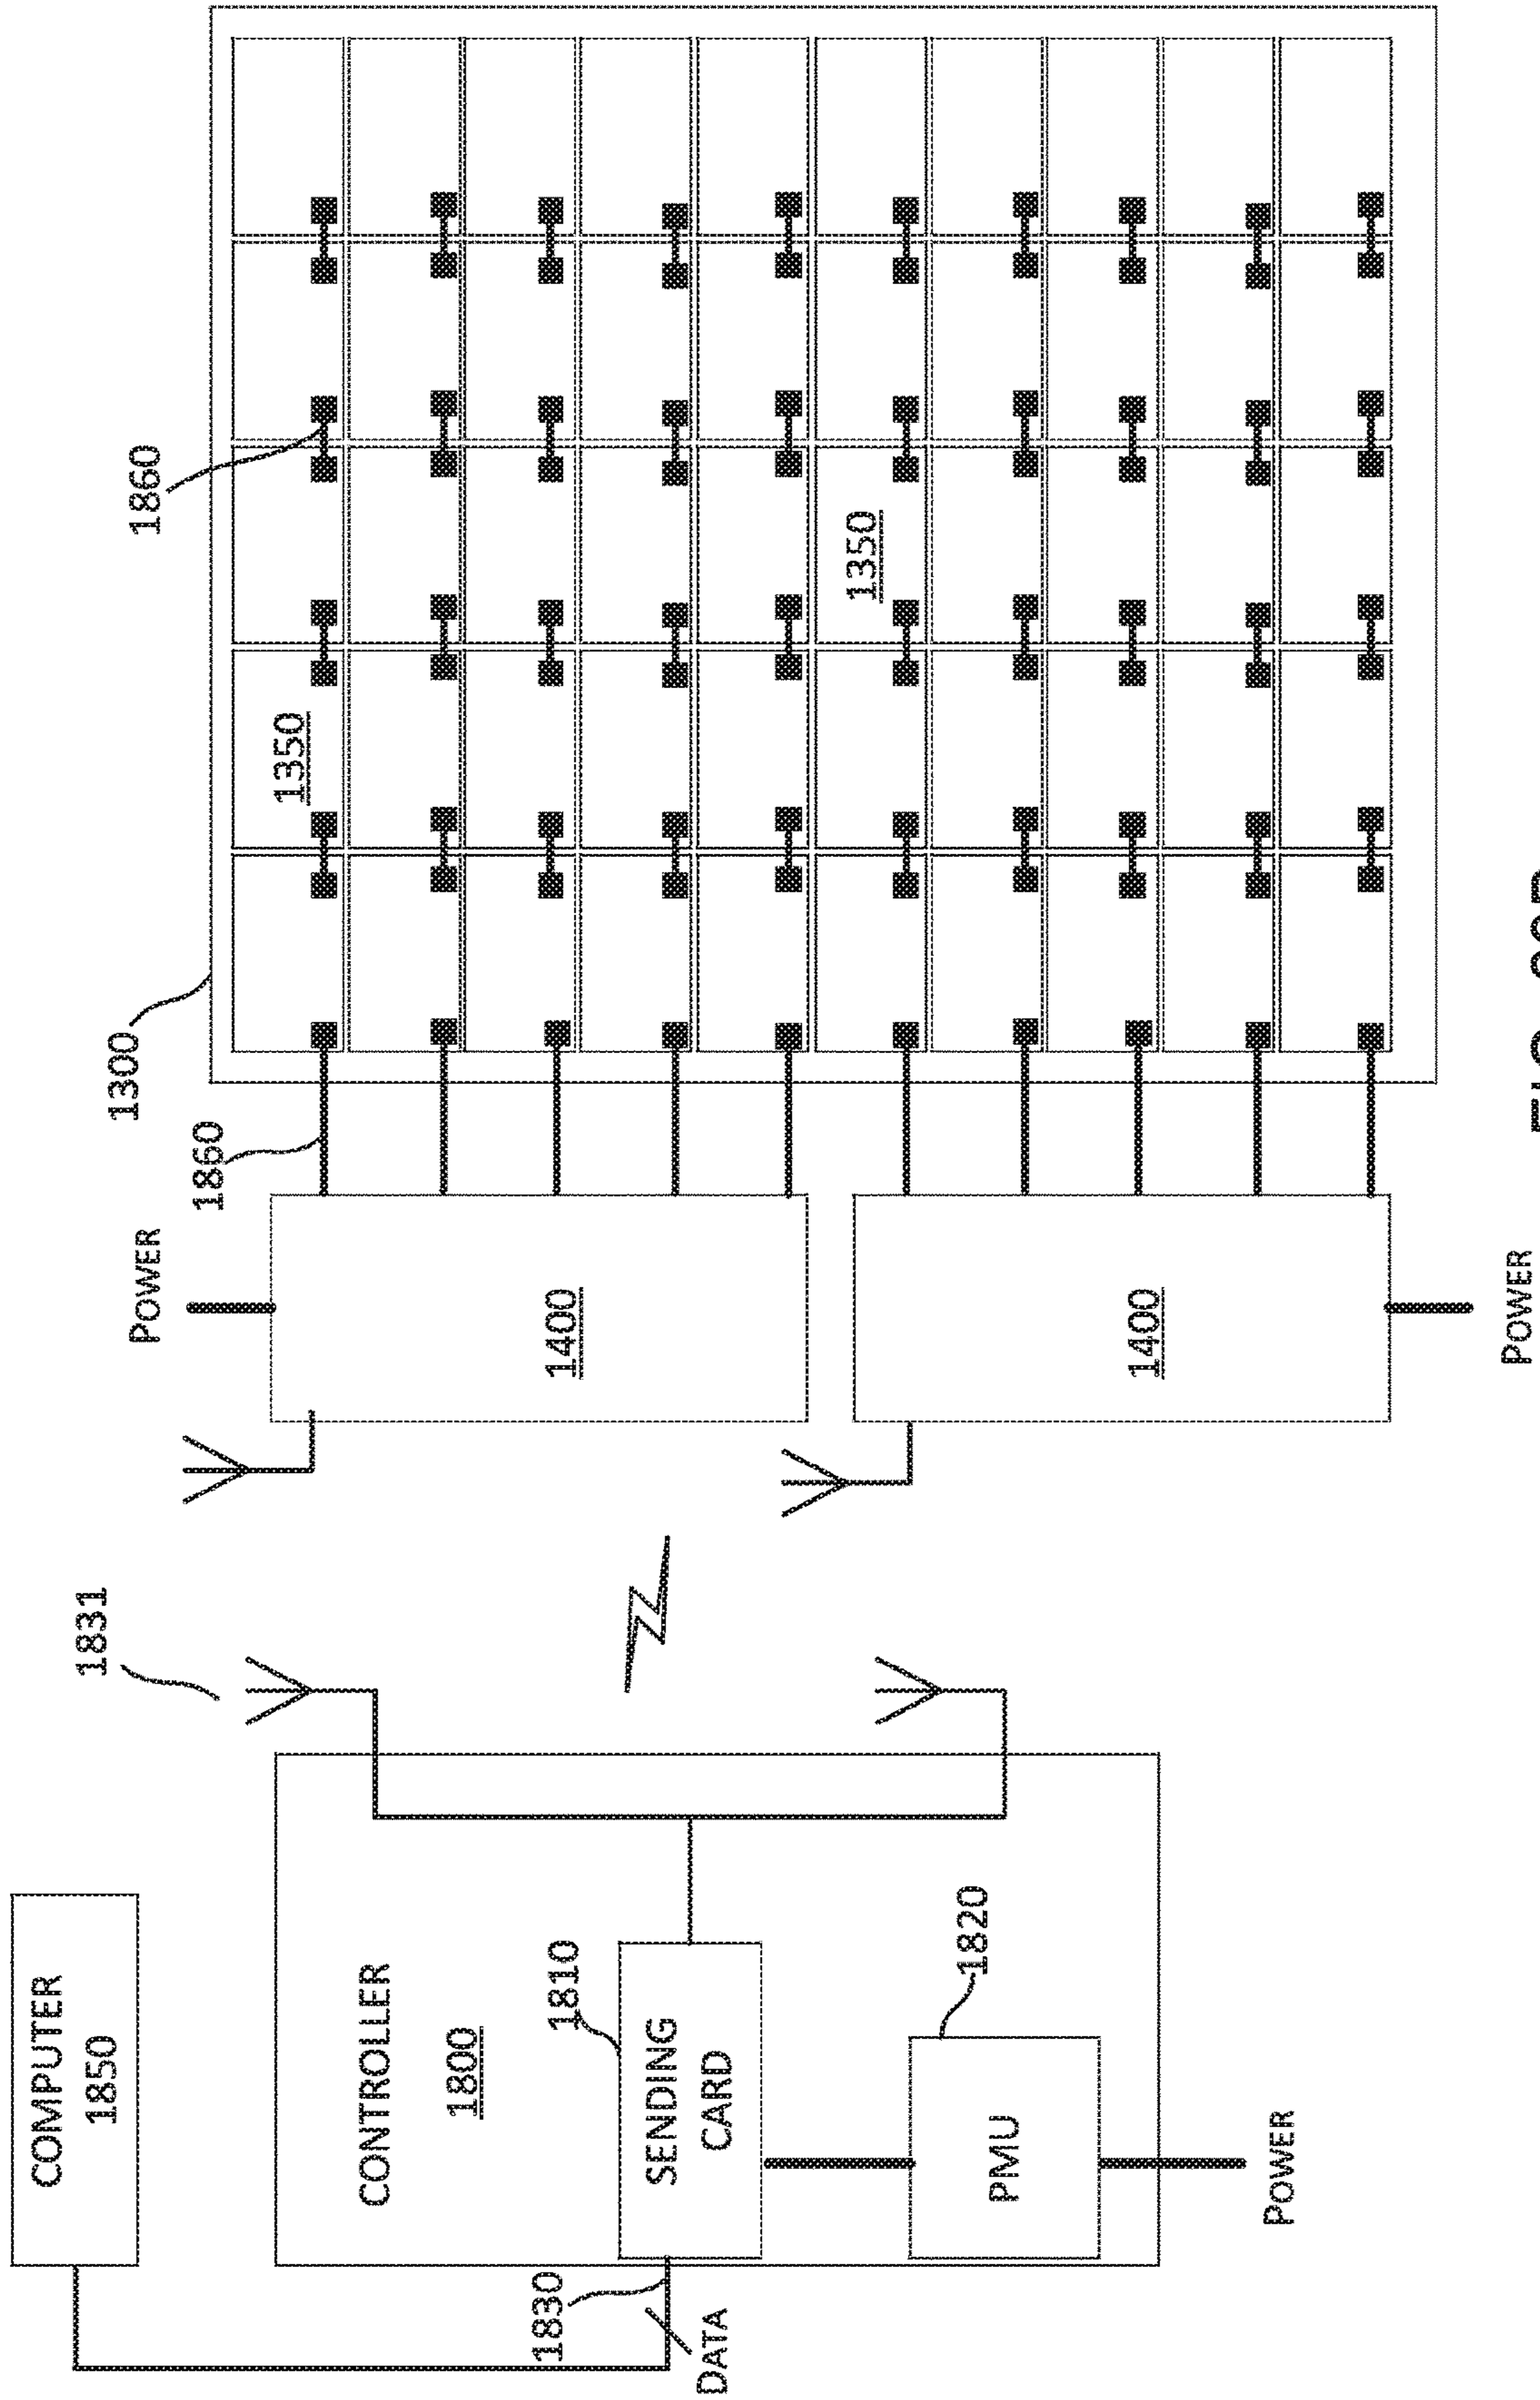 COMPUTER
1850
1831
1300
1860
POWER
1860
1350
CONTROLLER
1800
1830
1810
1400
SENDING
CARD
DATA
1350
1820
PMU
1400
POWER
POWER